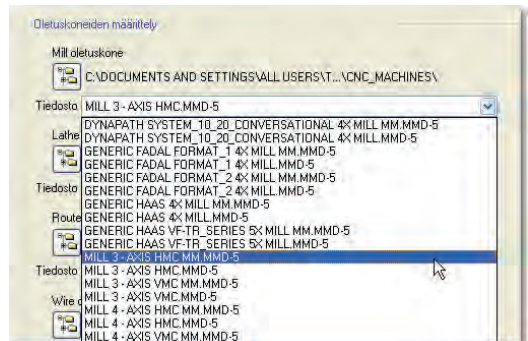 Oletuskoneiden määrittely
Mill oletuskone
C:\DOCUMENTS AND SETTINGS\ALL USERS\T...\CNC_MACHINES\
Tiedosto MILL 3 - AXIS HMC.MMD-5
DYNAPATH SYSTEM_10_20_CONVERSATIONAL 4X MILL MM.MMD-5
DYNAPATH SYSTEM_10_20_CONVERSATIONAL 4X MILL.MMD-5
Lathe
GENERIC FADAL FORMAT_1 4X MILL MM.MMD-5
GENERIC FADAL FORMAT_1 4X MILL.MMD-5
GENERIC FADAL FORMAT_2 4X MILL MM.MMD-5
Tiedosto GENERIC FADAL FORMAT_2 4X MILL.MMD-5
GENERIC HAAS 4X MILL MM.MMD-5
Route GENERIC HAAS 4X MILL.MMD-5
GENERIC HAAS VF-TR_SERIES 5X MILL MM.MMD-5
GENERIC HAAS VF-TR_SERIES 5X MILL.MMD-5
MILL 3 - AXIS HMC MM.MMD-5
Tiedosto MILL 3 - AXIS HMC.MMD-5
MILL 3 - AXIS VMC MM.MMD-5
Wire MILL 3 - AXIS VMC.MMD-5
MILL 4 - AXIS HMC MM.MMD-5
MILL 4 - AXIS HMC.MMD-5
MILL 4 - AXIS VMC MM.MMD-5